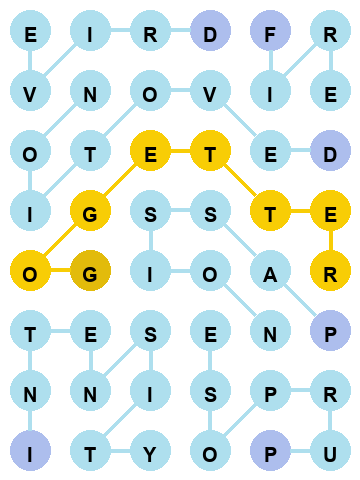 E I R D F R
V N O V I E
O T E T E D
I G S S T E
O G I O A R
T E S E N P
N N I S P R
I T Y O P U